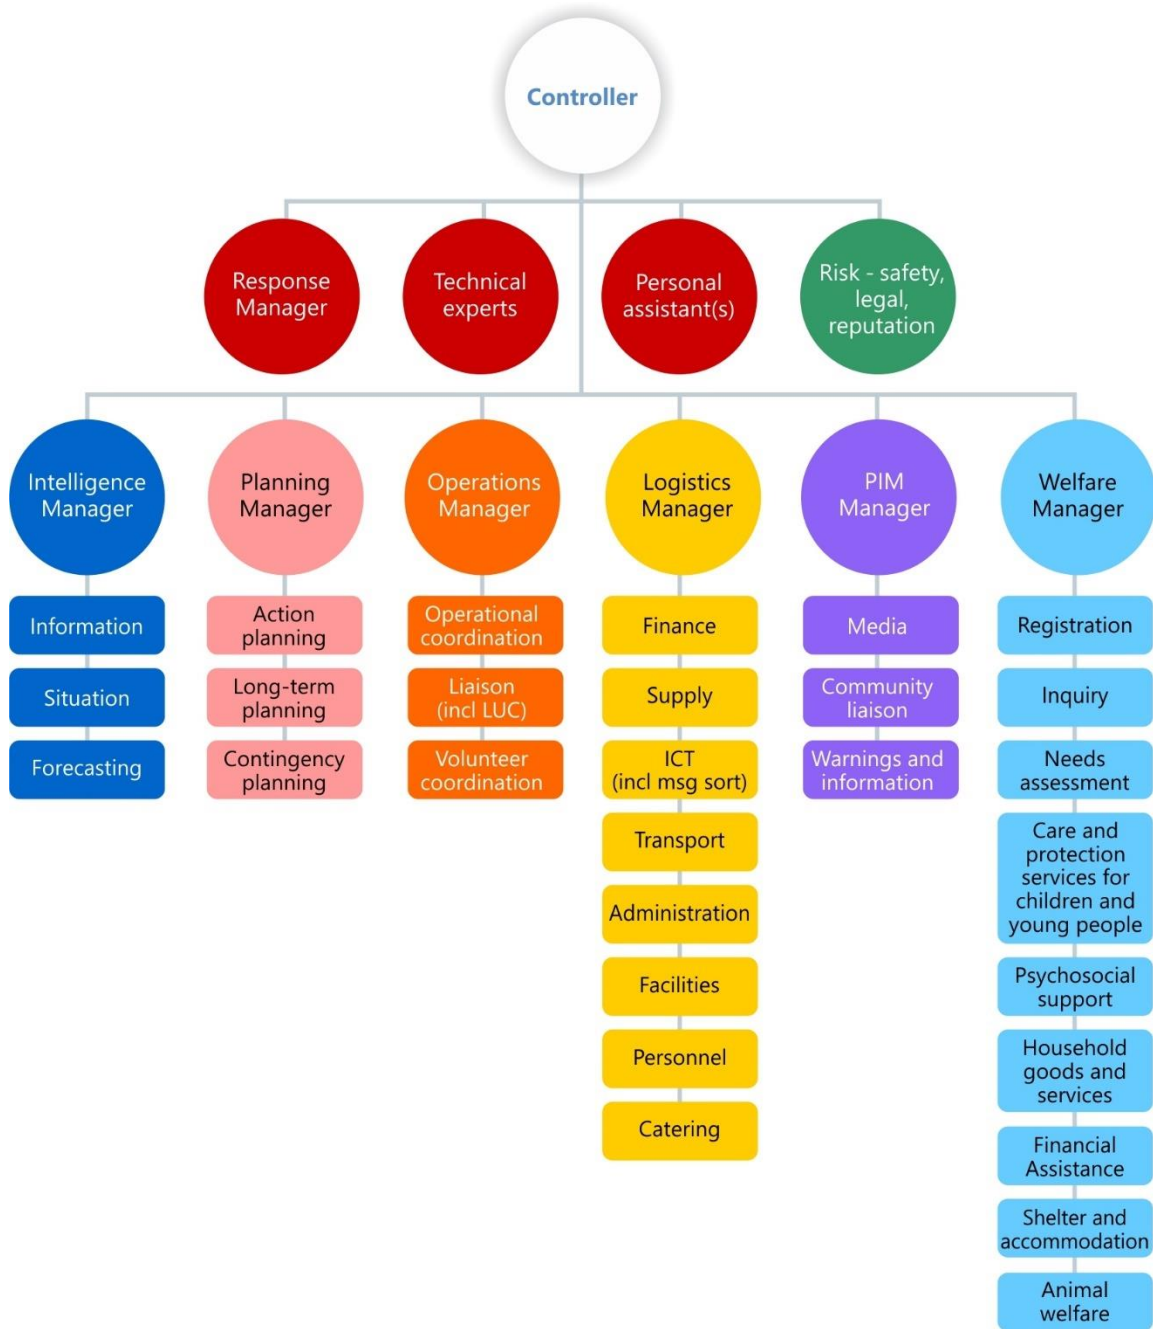 Controller
Response
Manager
Technical
experts
Personal
assistant(s)
Risk - safety,
legal,
reputation
Intelligence
Manager
Planning
Manager
Operations
Manager
Logistics
Manager
PIM
Manager
Welfare
Manager
Information
Situation
Forecasting
Action
planning
Long-term
planning
Contingency
planning
Operational
coordination
Liaison
(incl LUC)
Volunteer
coordination
Finance
Supply
ICT
(incl msg sort)
Transport
Administration
Facilities
Personnel
Catering
Media
Community
liaison
Warnings and
information
Registration
Inquiry
Needs
assessment
Care and
protection
services for
children and
young people
Psychosocial
support
Household
goods and
services
Financial
Assistance
Shelter and
accommodation
Animal
welfare